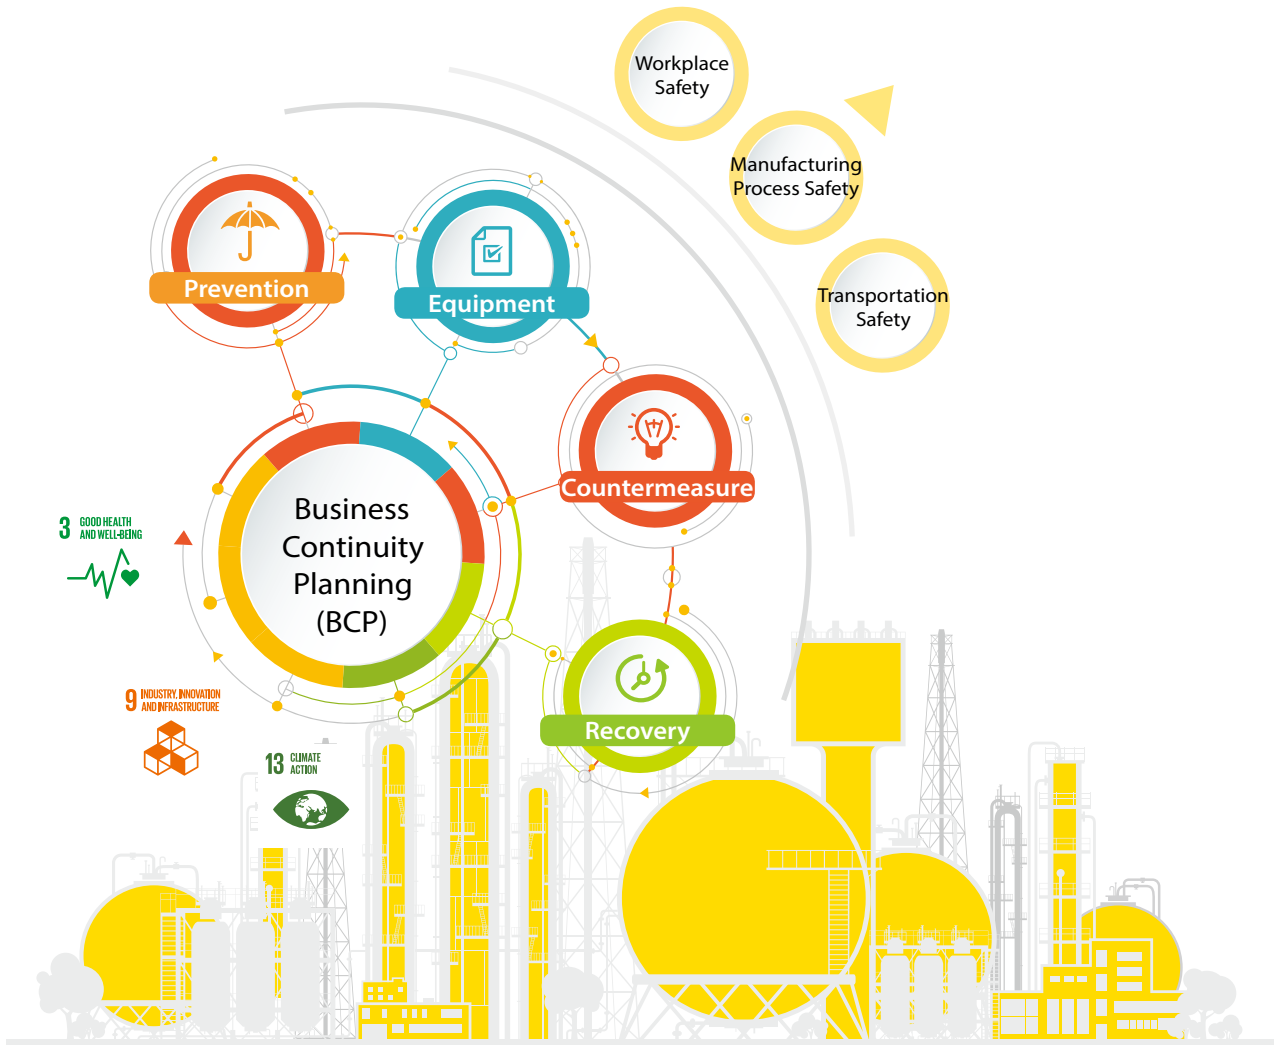 Workplace
Safety
Manufacturing
Process Safety
Transportation
Safety
Prevention
Equipment
Countermeasure
Recovery
Business
Continuity
Planning
(BCP)
3 GOOD HEALTH
AND WELL-BEING
9 INDUSTRY, INNOVATION
AND INFRASTRUCTURE
13 CLIMATE
ACTION